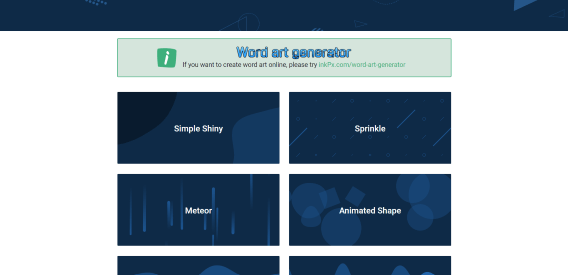 Word art generator
If you want to create word art online, please try inkPx.com/word-art-generator
Simple Shiny
Sprinkle
Meteor
Animated Shape